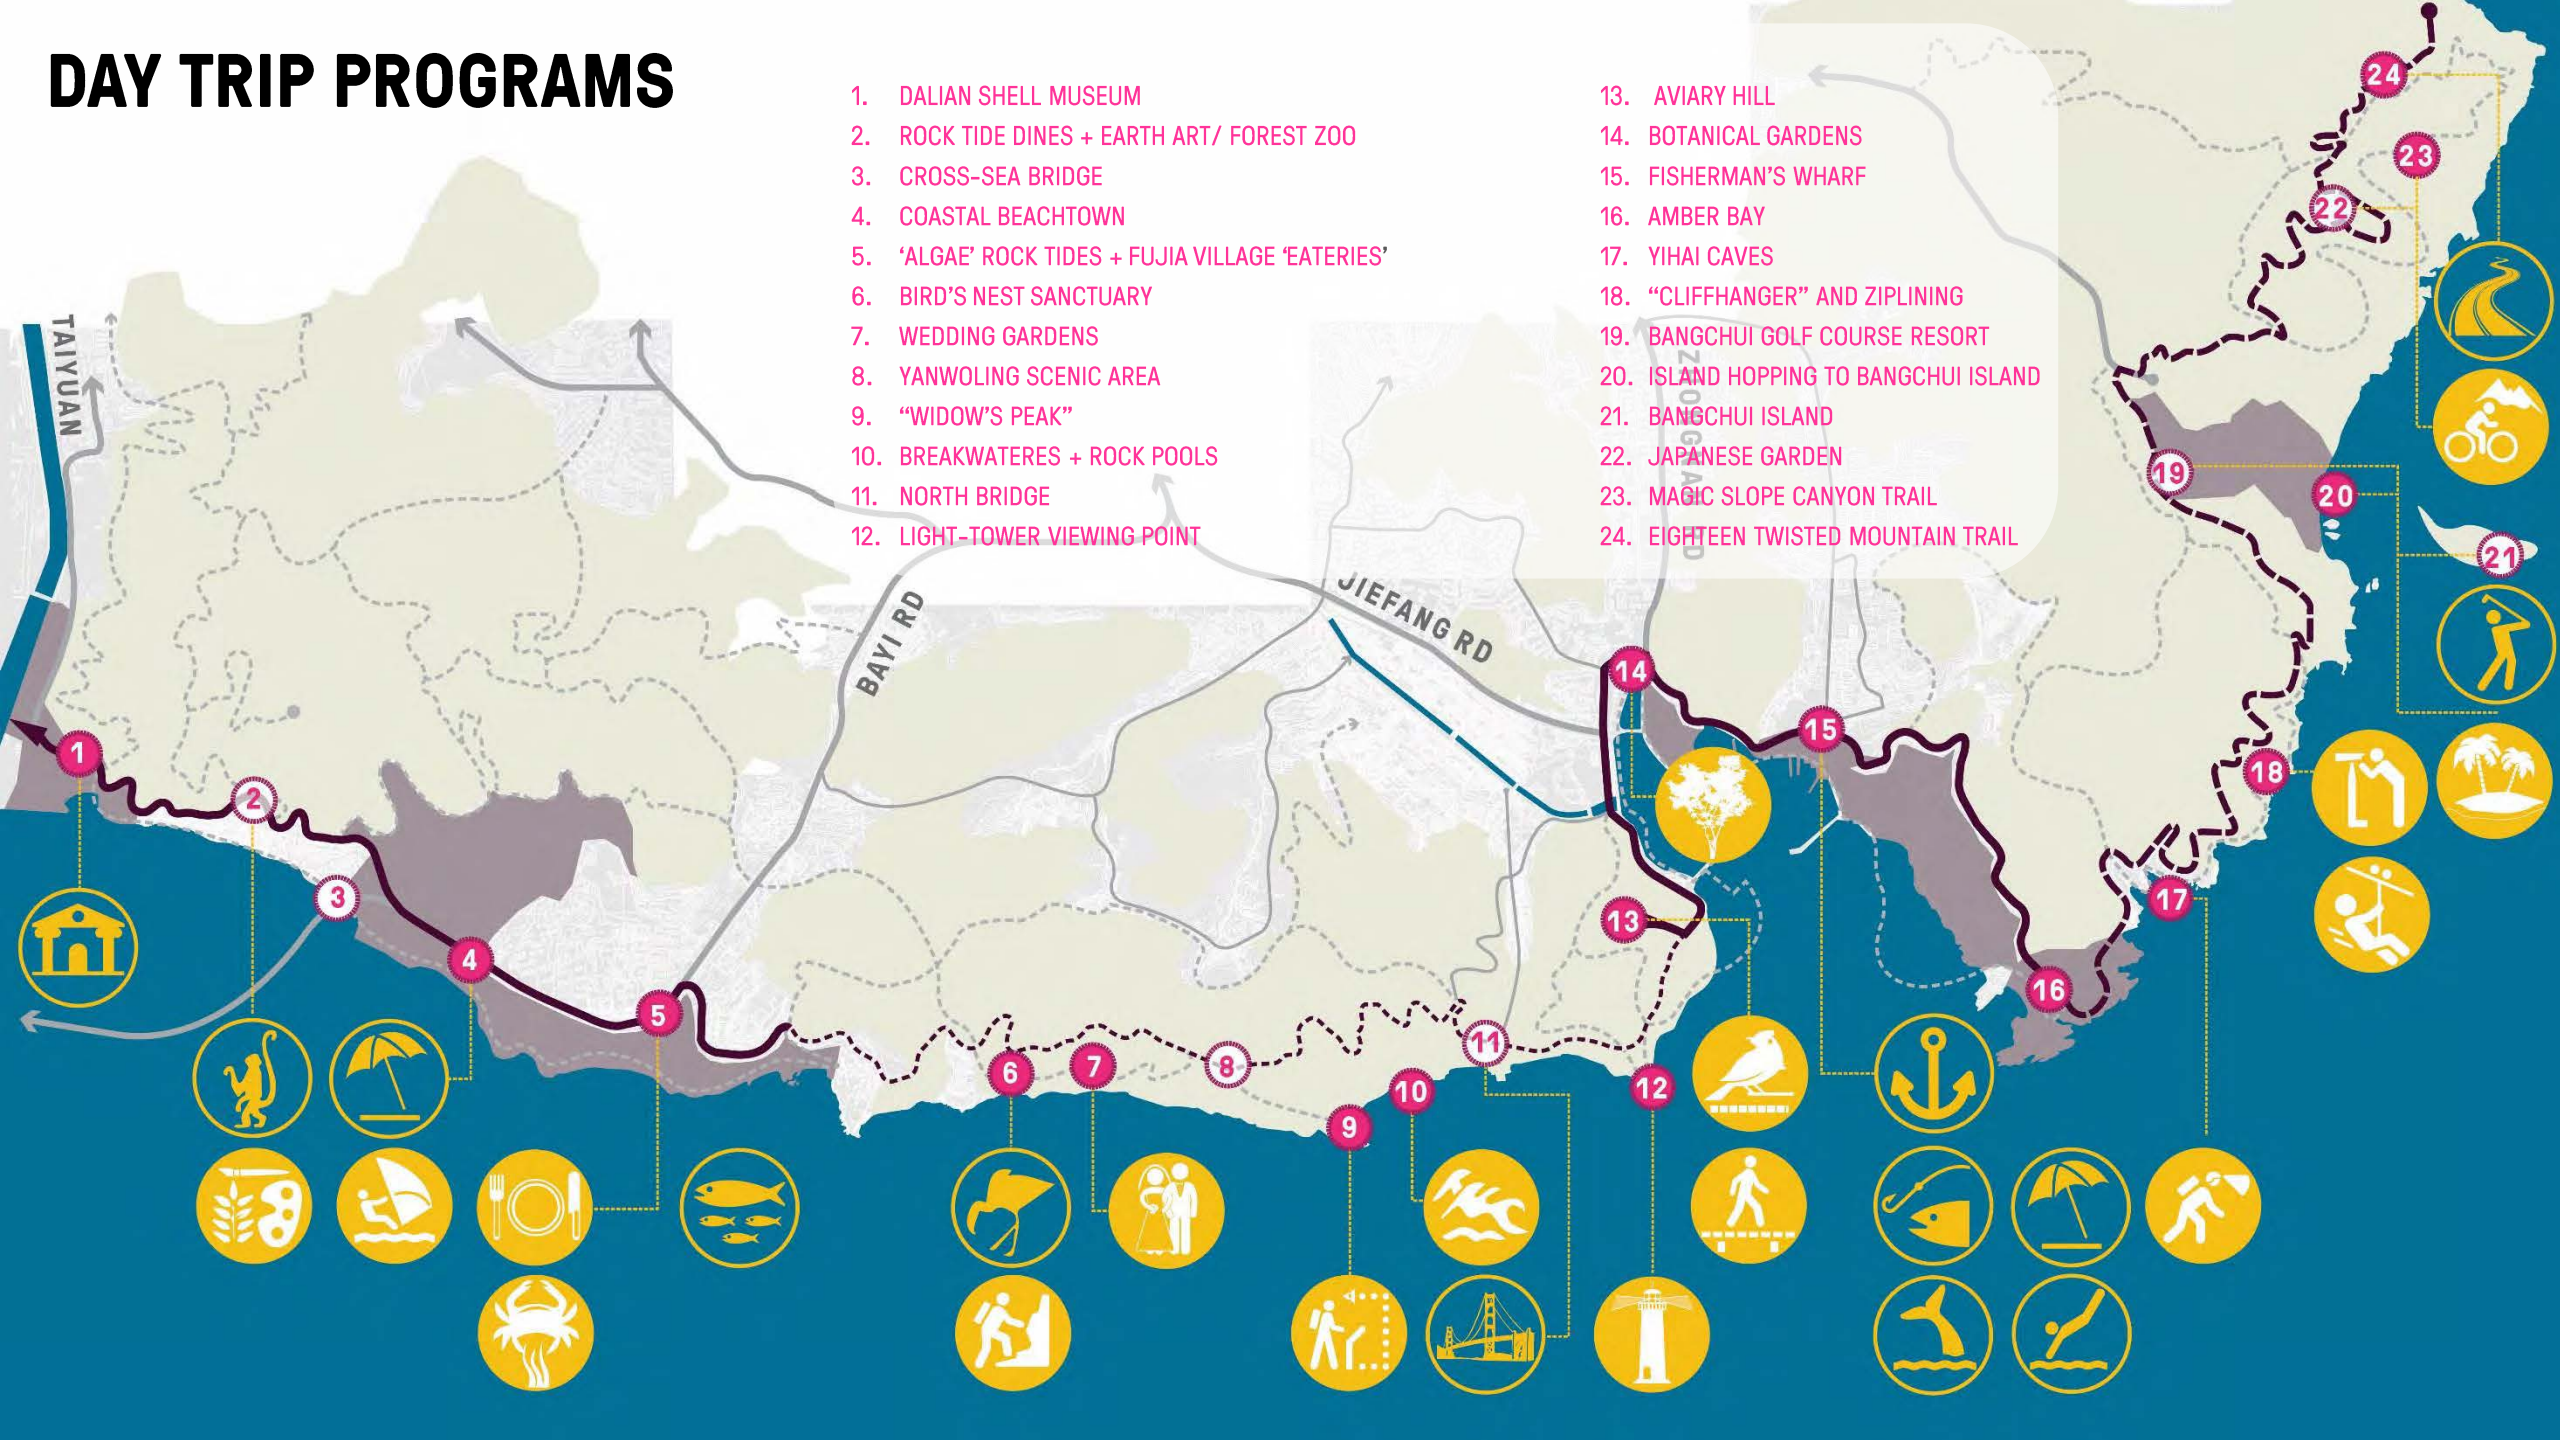 DAY TRIP PROGRAMS
1. DALIAN SHELL MUSEUM
2. ROCK TIDE DINES + EARTH ART/ FOREST ZOO
3. CROSS-SEA BRIDGE
4. COASTAL BEACHTOWN
5. ‘ALGAE’ ROCK TIDES + FUJIA VILLAGE ‘EATERIES’
6. BIRD’S NEST SANCTUARY
7. WEDDING GARDENS
8. YANWOLING SCENIC AREA
9. “WIDOW’S PEAK”
10. BREAKWATERES + ROCK POOLS
11. NORTH BRIDGE
12. LIGHT-TOWER VIEWING POINT
13. AVIARY HILL
14. BOTANICAL GARDENS
15. FISHERMAN’S WHARF
16. AMBER BAY
17. YIHAI CAVES
18. “CLIFFHANGER” AND ZIPLINING
19. BANGCHUI GOLF COURSE RESORT
20. ISLAND HOPPING TO BANGCHUI ISLAND
21. BANGCHUI ISLAND
22. JAPANESE GARDEN
23. MAGIC SLOPE CANYON TRAIL
24. EIGHTEEN TWISTED MOUNTAIN TRAIL
TAIYUAN
BAYI RD
JIEFANG RD
1
2
3
4
5
6
7
8
9
10
11
12
13
14
15
16
17
18
19
20
21
22
23
24